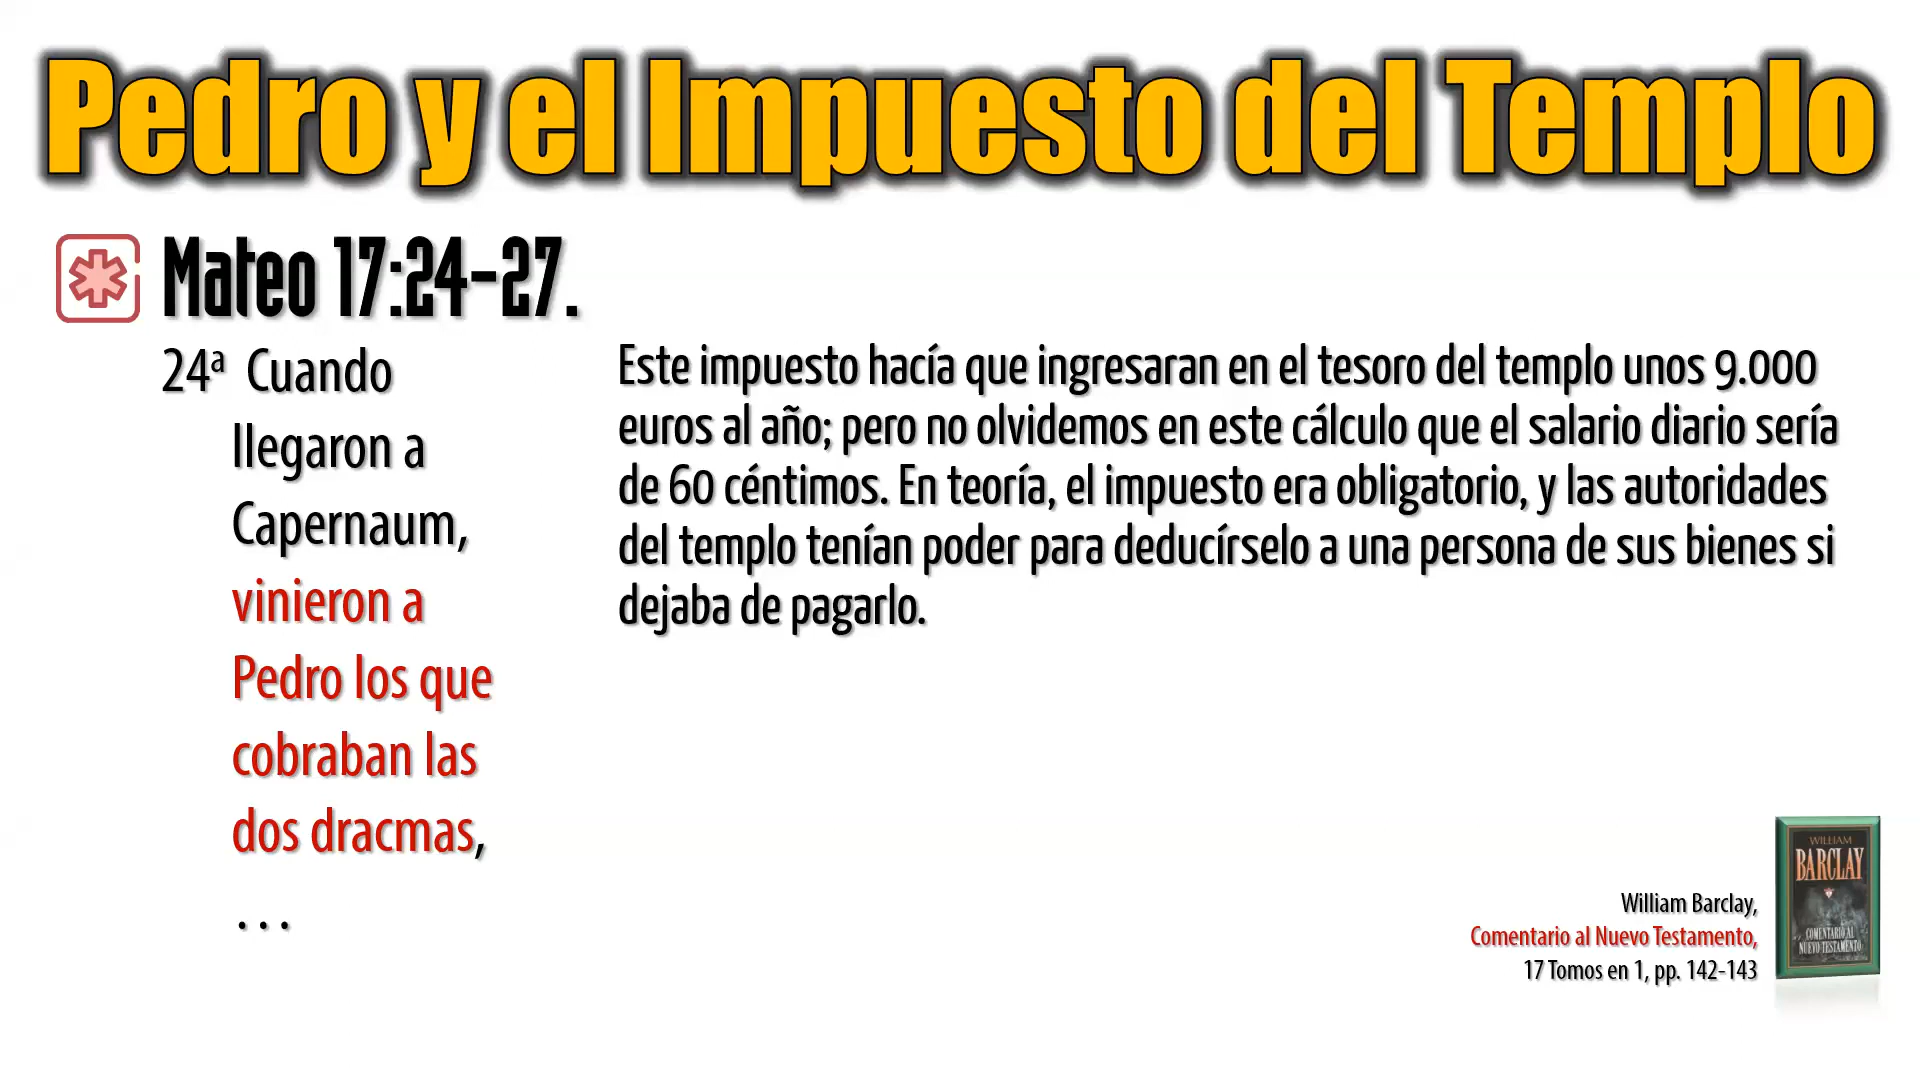 Pedro y el Impuesto del Templo
Mateo 17:24-27.
24ª Cuando
llegaron a
Capernaum,
vinieron a
Pedro los que
cobraban las
dos dracmas,
...
Este impuesto hacía que ingresaran en el tesoro del templo unos 9.000
euros al año; pero no olvidemos en este cálculo que el salario diario sería
de 60 céntimos. En teoría, el impuesto era obligatorio, y las autoridades
del templo tenían poder para deducírselo a una persona de sus bienes si
dejaba de pagarlo.
William Barclay,
Comentario al Nuevo Testamento,
17 Tomos en 1, pp. 142-143
WILLIAM
BARCLAY
COMENTARIO AL
NUEVO TESTAMENTO